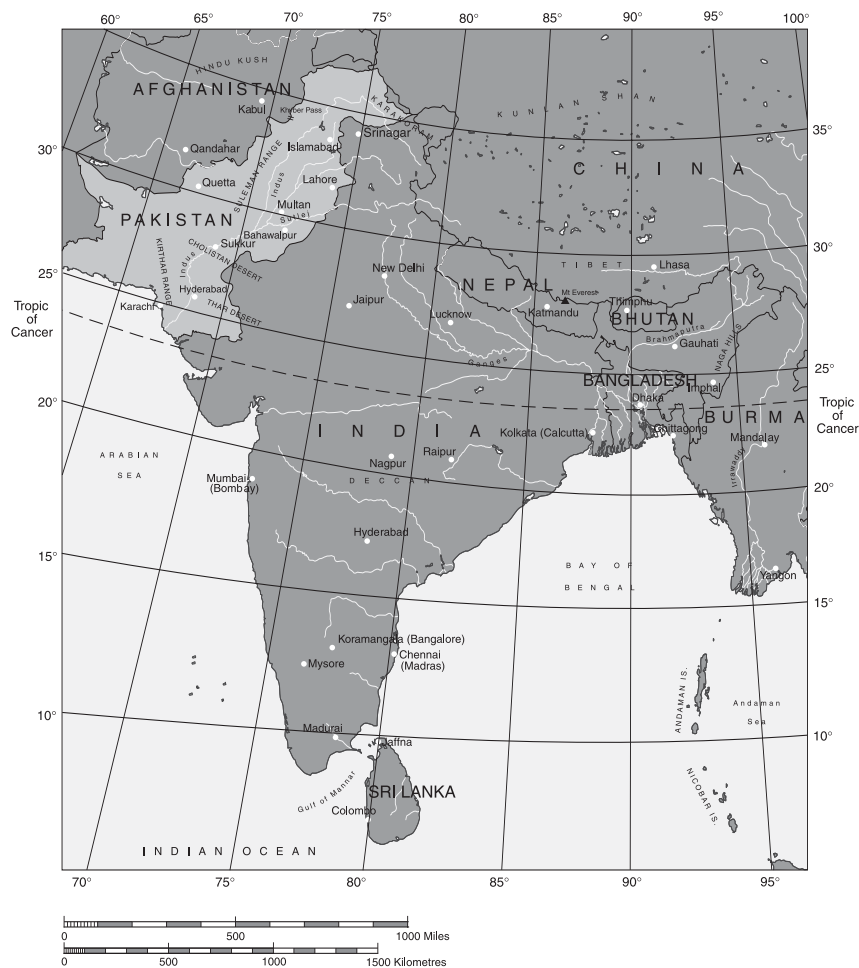 60° 65° 70° 75° 80° 85° 90° 95° 100°
HINDU KUSH
AFGHANISTAN
Kabul
Khyber Pass
KARAKORAM
KUNLAN SHAN
35°
Srinagar
Islamabad
30°
Qandahar
SULEMAN RANGE
CHINA
Quetta
Indus
Lahore
Multan
Sutlej
PAKISTAN
Bahawalpur
Sukkur
30°
KIRTHAR RANGE
Indus
CHOLISTAN DESERT
New Delhi
TIBET
Lhasa
25°
NEPAL
Hyderabad
Mt Everest
Karachi
THAR DESERT
Jaipur
Lucknow
Katmandu
Thimphu
BHUTAN
Tropic
of
Cancer
Brahmaputra
Gauhati
NAGA HILLS
Ganges
25°
BANGLADESH
Imphal
Dhaka
20°
Tropic
of
Cancer
BURMA
INDIA
Kolkata (Calcutta)
Chittagong
Mandalay
ARABIAN
SEA
Raipur
Nagpur
Irrawaddy
Mumbai
(Bombay)
DECCAN
20°
Hyderabad
15°
BAY OF
BENGAL
Yangon
15°
Koramangala (Bangalore)
Chennai
(Madras)
Mysore
ANDAMAN IS.
Andaman
Sea
10°
Madurai
Jaffna
10°
Gulf of Mannar
SRI LANKA
Colombo
NICOBAR IS.
INDIAN OCEAN
70° 75° 80° 85° 90° 95°
0 500 1000 Miles
0 500 1000 1500 Kilometres